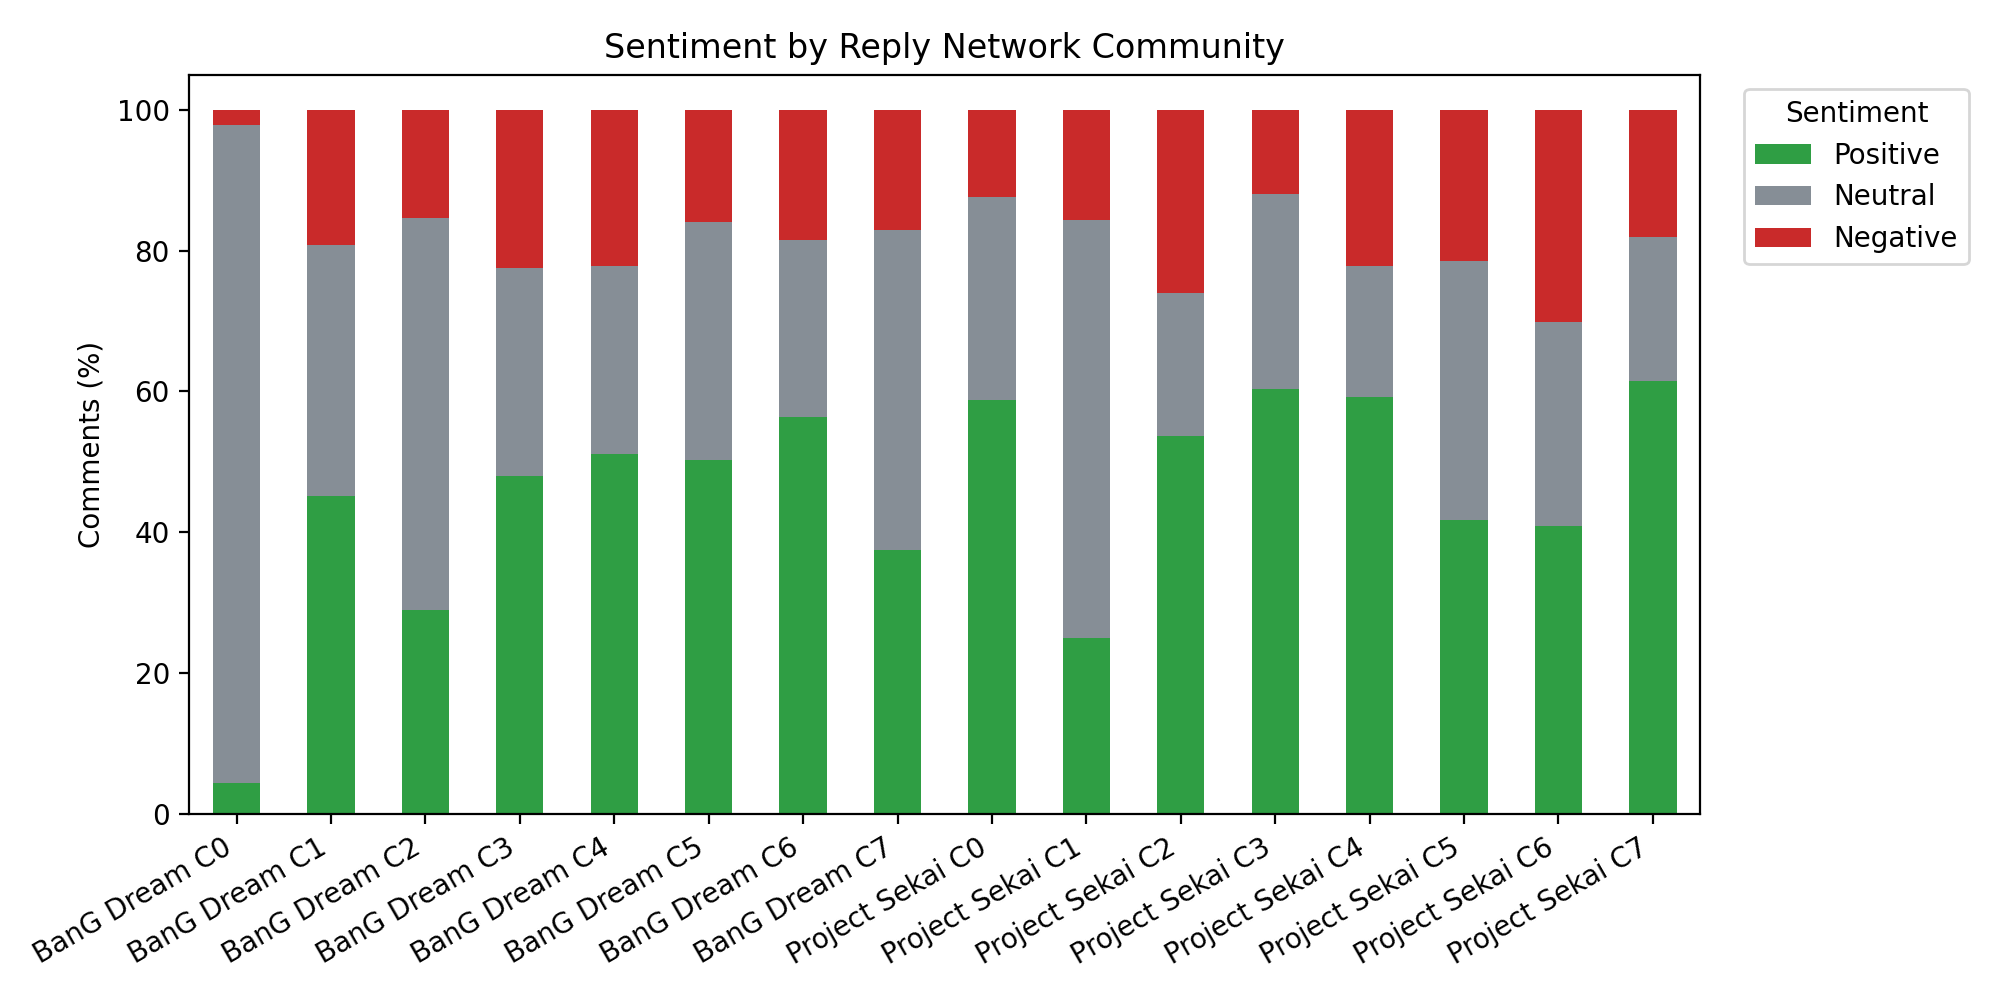 Sentiment by Reply Network Community
Comments (%)
100
80
60
40
20
0
BanG Dream C0
BanG Dream C1
BanG Dream C2
BanG Dream C3
BanG Dream C4
BanG Dream C5
BanG Dream C6
BanG Dream C7
Project Sekai C0
Project Sekai C1
Project Sekai C2
Project Sekai C3
Project Sekai C4
Project Sekai C5
Project Sekai C6
Project Sekai C7
Sentiment
Positive
Neutral
Negative